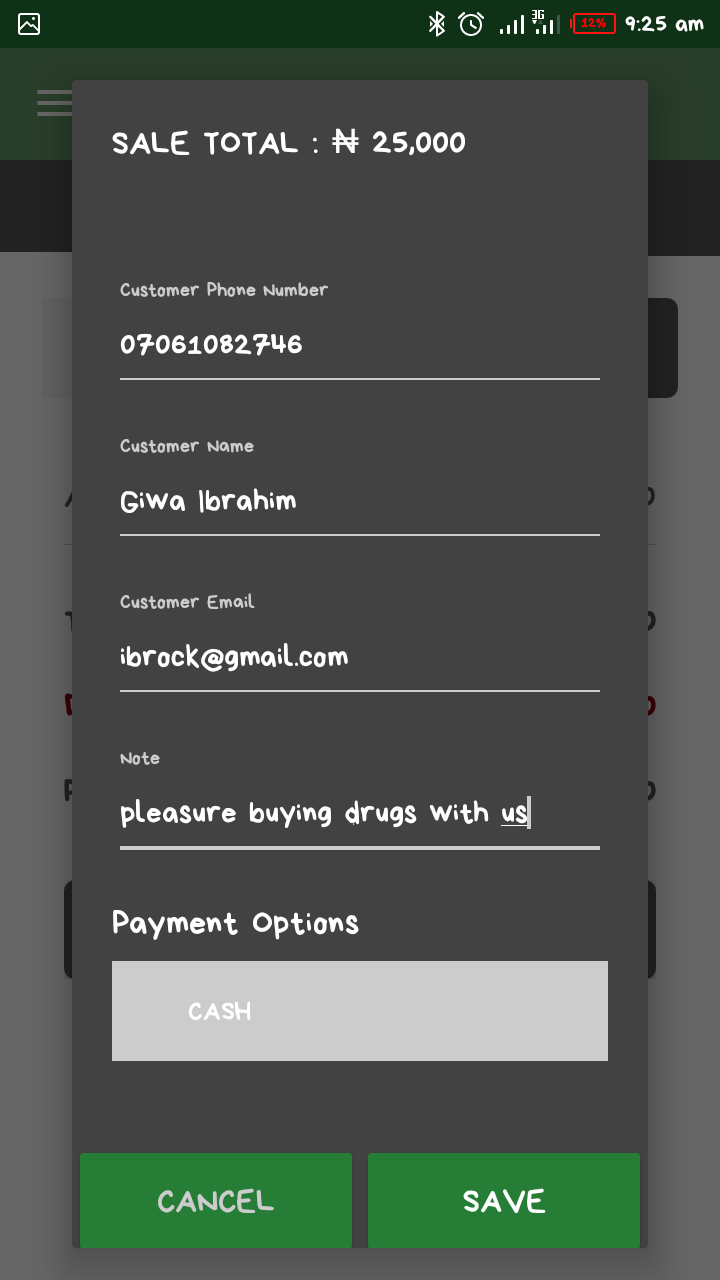 3G
12%
9:25 am
SALE TOTAL : ₦ 25,000
Customer Phone Number
07061082746
Customer Name
Giwa Ibrahim
Customer Email
ibrock@gmail.com
Note
pleasure buying drugs with us
Payment Options
CASH
CANCEL
SAVE